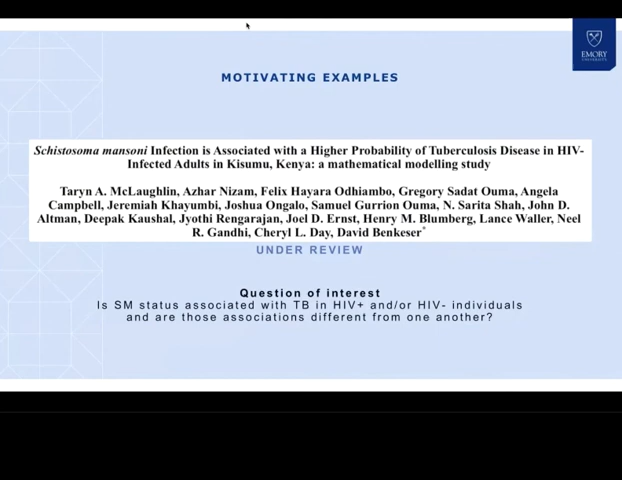 EMORY
UNIVERSITY
MOTIVATING EXAMPLES
Schistosoma mansoni Infection is Associated with a Higher Probability of Tuberculosis Disease in HIV-
Infected Adults in Kisumu, Kenya: a mathematical modelling study
Taryn A. McLaughlin, Azhar Nizam, Felix Hayara Odhiambo, Gregory Sadat Ouma, Angela
Campbell, Jeremiah Khayumbi, Joshua Ongalo, Samuel Gurrion Ouma, N. Sarita Shah, John D.
Altman, Deepak Kaushal, Jyothi Rengarajan, Joel D. Ernst, Henry M. Blumberg, Lance Waller, Neel
R. Gandhi, Cheryl L. Day, David Benkeser*
UNDER REVIEW
Question of interest
Is SM status associated with TB in HIV+ and/or HIV- individuals
and are those associations different from one another?